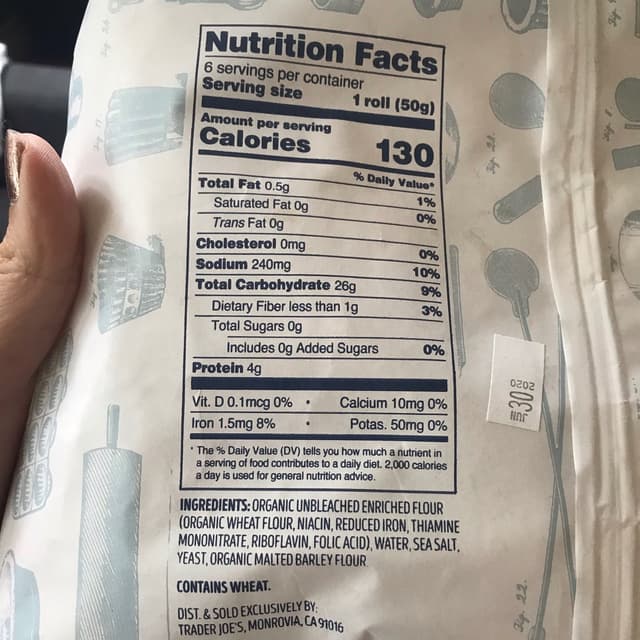 Nutrition Facts
6 servings per container
Serving size 1 roll (50g)
Amount per serving
Calories 130
% Daily Value*
Total Fat 0.5g 1%
Saturated Fat 0g 0%
Trans Fat 0g
Cholesterol 0mg 0%
Sodium 240mg 10%
Total Carbohydrate 26g 9%
Dietary Fiber less than 1g 3%
Total Sugars 0g
Includes 0g Added Sugars 0%
Protein 4g
Vit. D 0.1mcg 0% • Calcium 10mg 0%
Iron 1.5mg 8% • Potas. 50mg 0%
* The % Daily Value (DV) tells you how much a nutrient in
a serving of food contributes to a daily diet. 2,000 calories
a day is used for general nutrition advice.
INGREDIENTS: ORGANIC UNBLEACHED ENRICHED FLOUR
(ORGANIC WHEAT FLOUR, NIACIN, REDUCED IRON, THIAMINE
MONONITRATE, RIBOFLAVIN, FOLIC ACID), WATER, SEA SALT,
YEAST, ORGANIC MALTED BARLEY FLOUR.
CONTAINS WHEAT.
DIST. & SOLD EXCLUSIVELY BY:
TRADER JOE'S, MONROVIA, CA 91016
JUN 30 2020
Fig. 22.